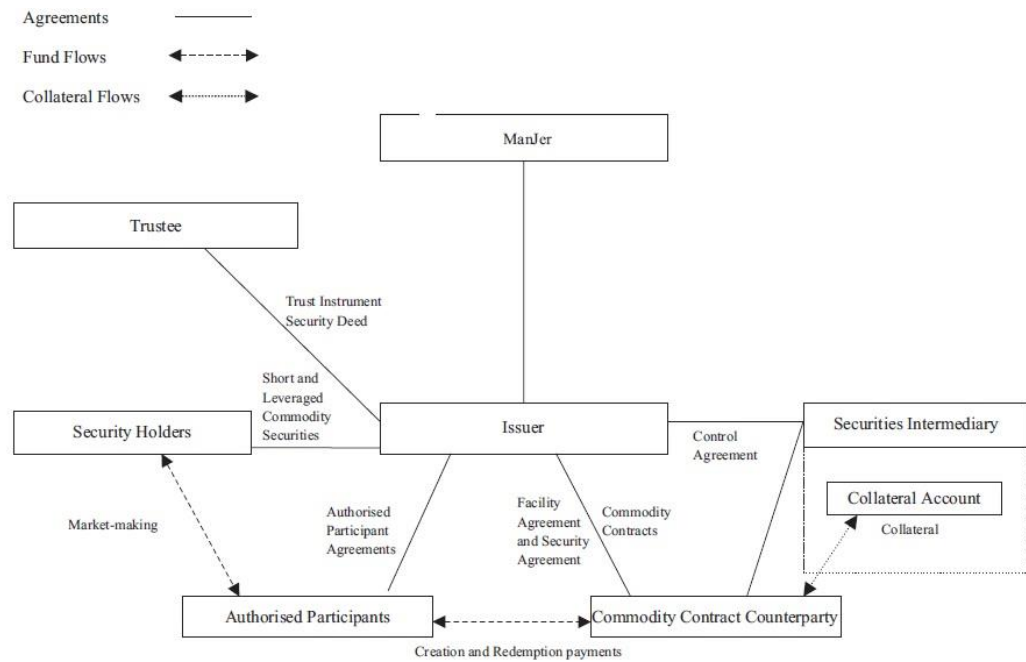 Agreements
Fund Flows
Collateral Flows
ManJer
Trustee
Trust Instrument
Security Deed
Short and
Leveraged
Commodity
Securities
Security Holders
Issuer
Control
Agreement
Securities Intermediary
Collateral Account
Collateral
Market-making
Authorised
Participant
Agreements
Facility
Agreement
and Security
Agreement
Commodity
Contracts
Authorised Participants
Commodity Contract Counterparty
Creation and Redemption payments